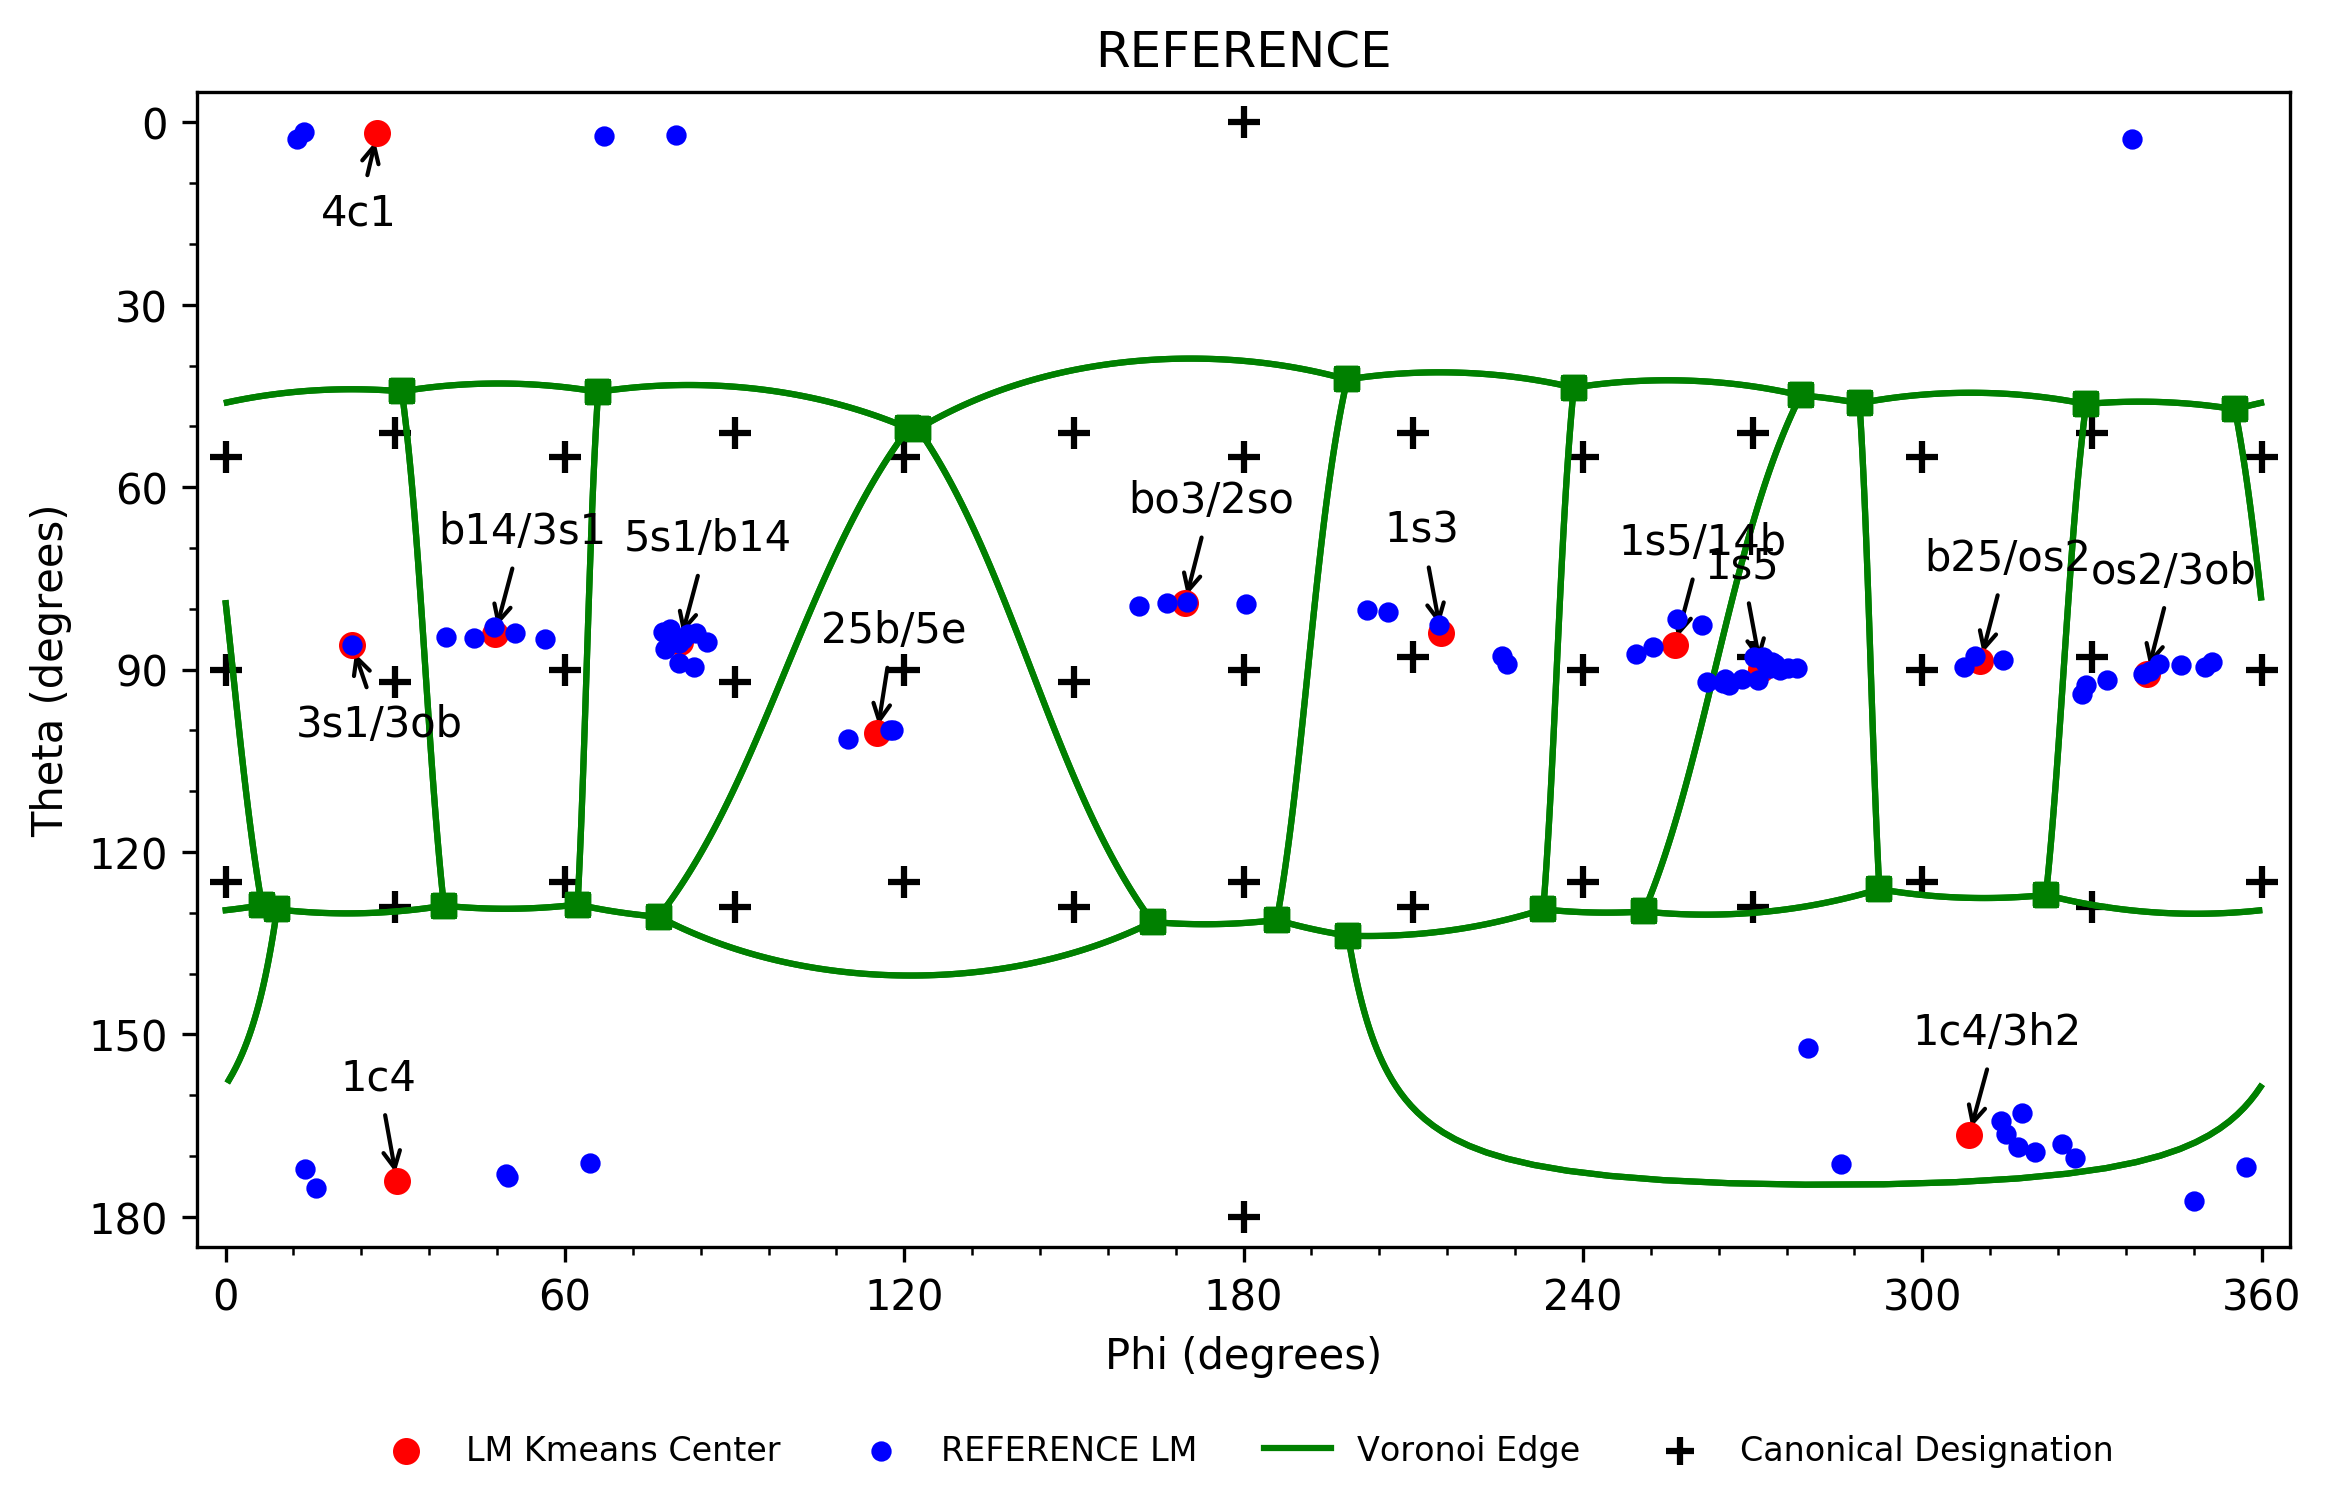 REFERENCE
0
30
60
90
120
150
180
Theta (degrees)
4c1
b14/3s1
5s1/b14
bo3/2so
1s3
1s5/14b
1s5
b25/os2
os2/3ob
25b/5e
3s1/3ob
1c4
1c4/3h2
0
60
120
180
240
300
360
Phi (degrees)
LM Kmeans Center
REFERENCE LM
Voronoi Edge
Canonical Designation